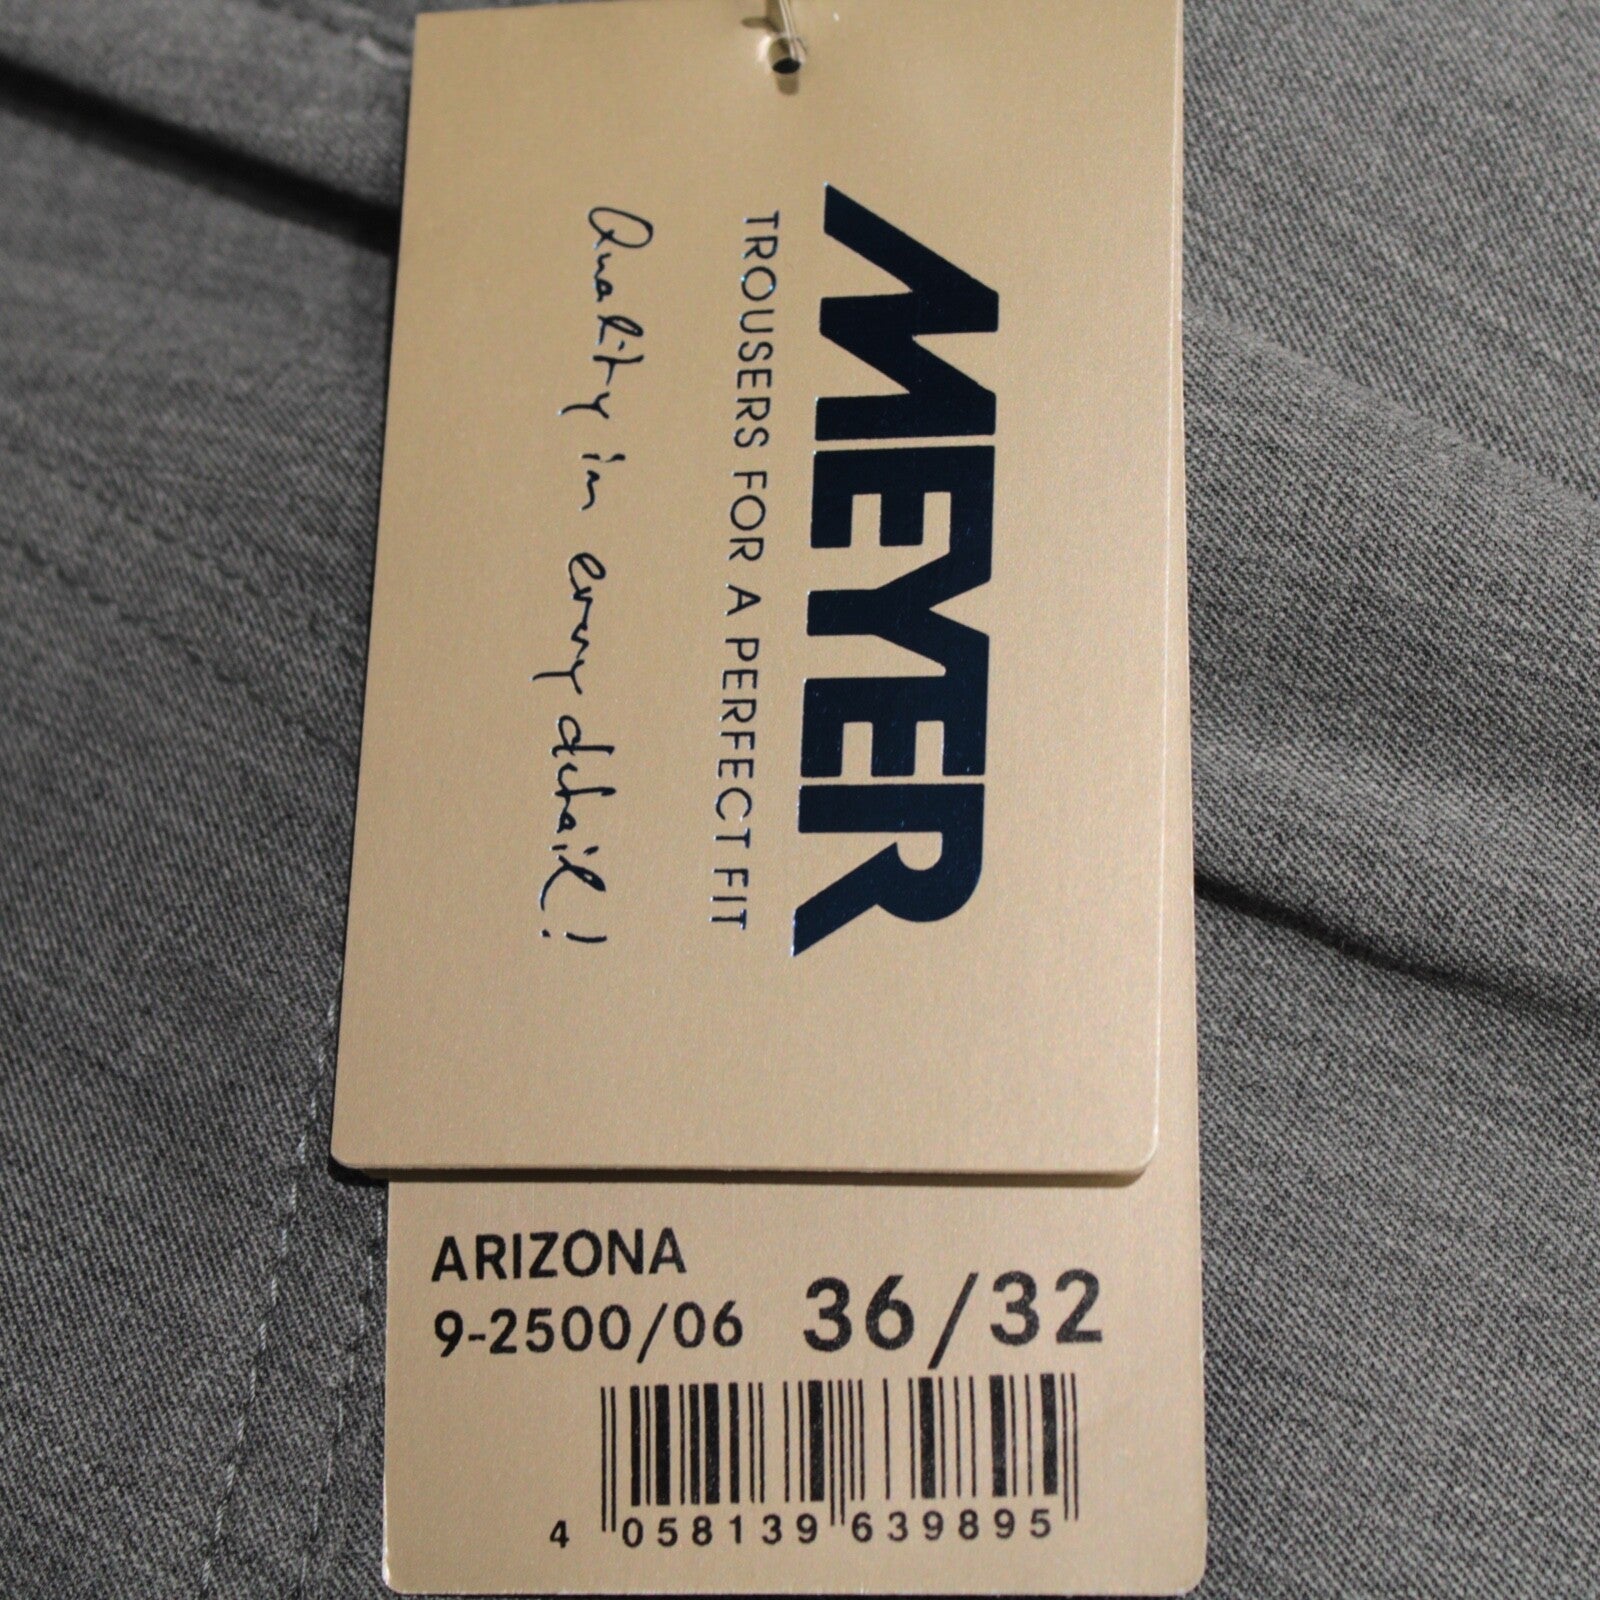 MEYER
TROUSERS FOR A PERFECT FIT
Quality in every detail!
ARIZONA
9-2500/06 36/32
4 058139 639895